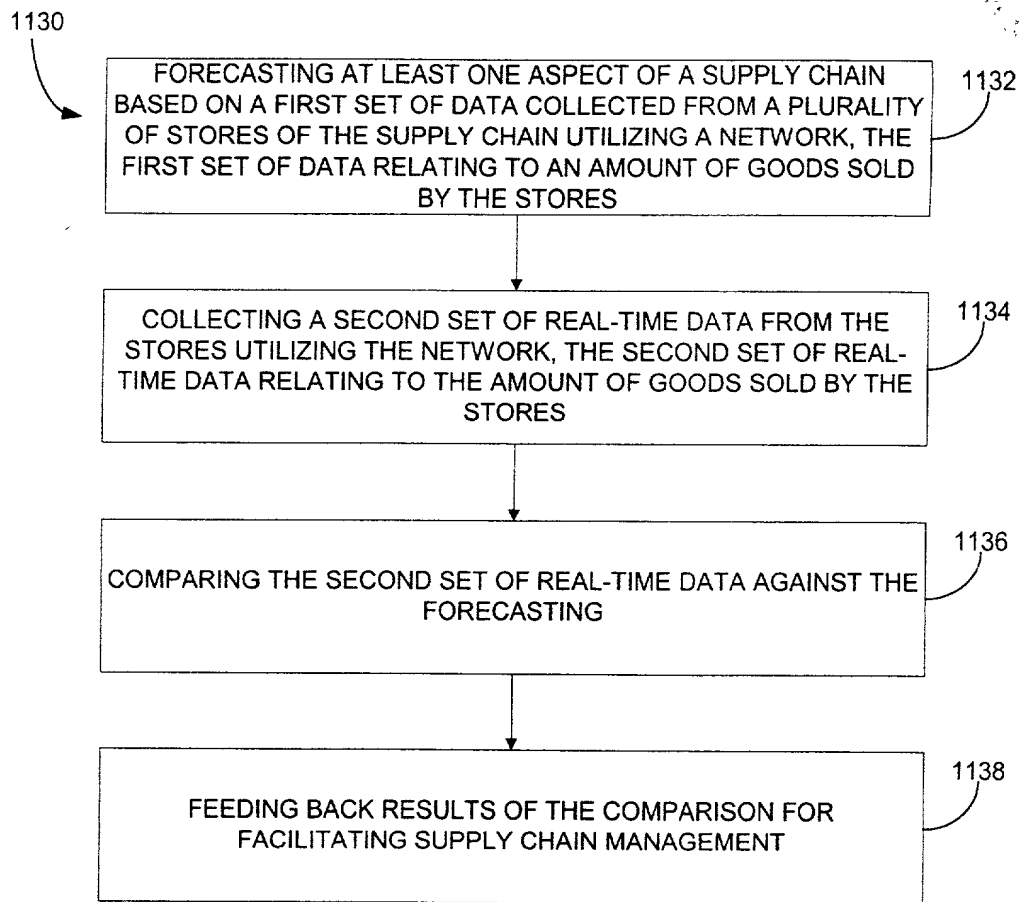 1130
FORECASTING AT LEAST ONE ASPECT OF A SUPPLY CHAIN
BASED ON A FIRST SET OF DATA COLLECTED FROM A PLURALITY
OF STORES OF THE SUPPLY CHAIN UTILIZING A NETWORK, THE
FIRST SET OF DATA RELATING TO AN AMOUNT OF GOODS SOLD
BY THE STORES
1132
COLLECTING A SECOND SET OF REAL-TIME DATA FROM THE
STORES UTILIZING THE NETWORK, THE SECOND SET OF REAL-
TIME DATA RELATING TO THE AMOUNT OF GOODS SOLD BY THE
STORES
1134
COMPARING THE SECOND SET OF REAL-TIME DATA AGAINST THE
FORECASTING
1136
FEEDING BACK RESULTS OF THE COMPARISON FOR
FACILITATING SUPPLY CHAIN MANAGEMENT
1138